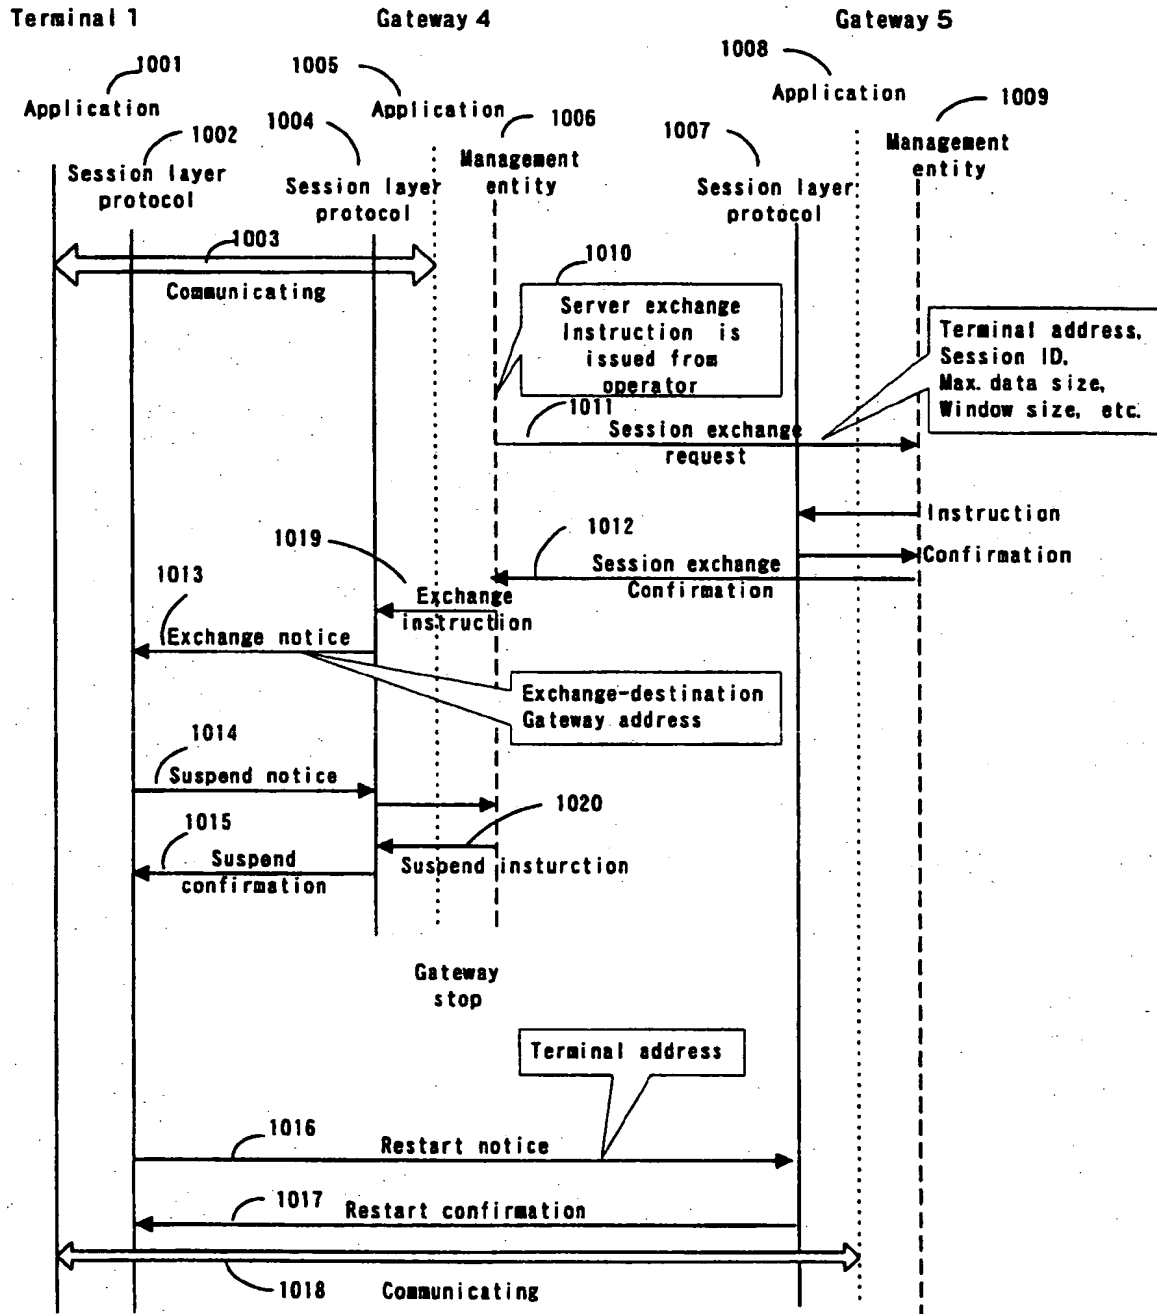 Terminal 1
Gateway 4
Gateway 5
1001
1005
1008
Application
Application
Application
1009
1002
1004
1006
1007
Session layer
protocol
Session layer
protocol
Management
entity
Session layer
protocol
Management
entity
1003
Communicating
1010
Server exchange
Instruction is
issued from
operator
Terminal address,
Session ID,
Max. data size,
Window size, etc.
1011
Session exchange
request
Instruction
1012
Confirmation
Session exchange
Confirmation
1019
1013
Exchange
instruction
Exchange notice
Exchange-destination
Gateway address
1014
Suspend notice
1020
1015
Suspend
confirmation
Suspend insturction
Gateway
stop
Terminal address
1016
Restart notice
1017
Restart confirmation
1018
Communicating